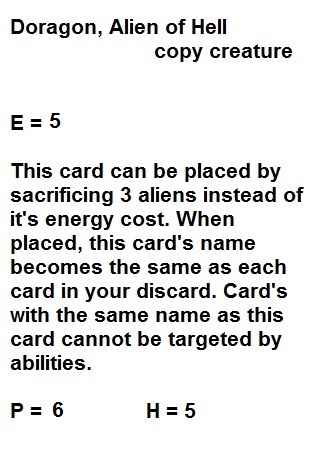 Doragon, Alien of Hell
copy creature
E = 5
This card can be placed by
sacrificing 3 aliens instead of
it's energy cost. When
placed, this card's name
becomes the same as each
card in your discard. Card's
with the same name as this
card cannot be targeted by
abilities.
P = 6 H = 5